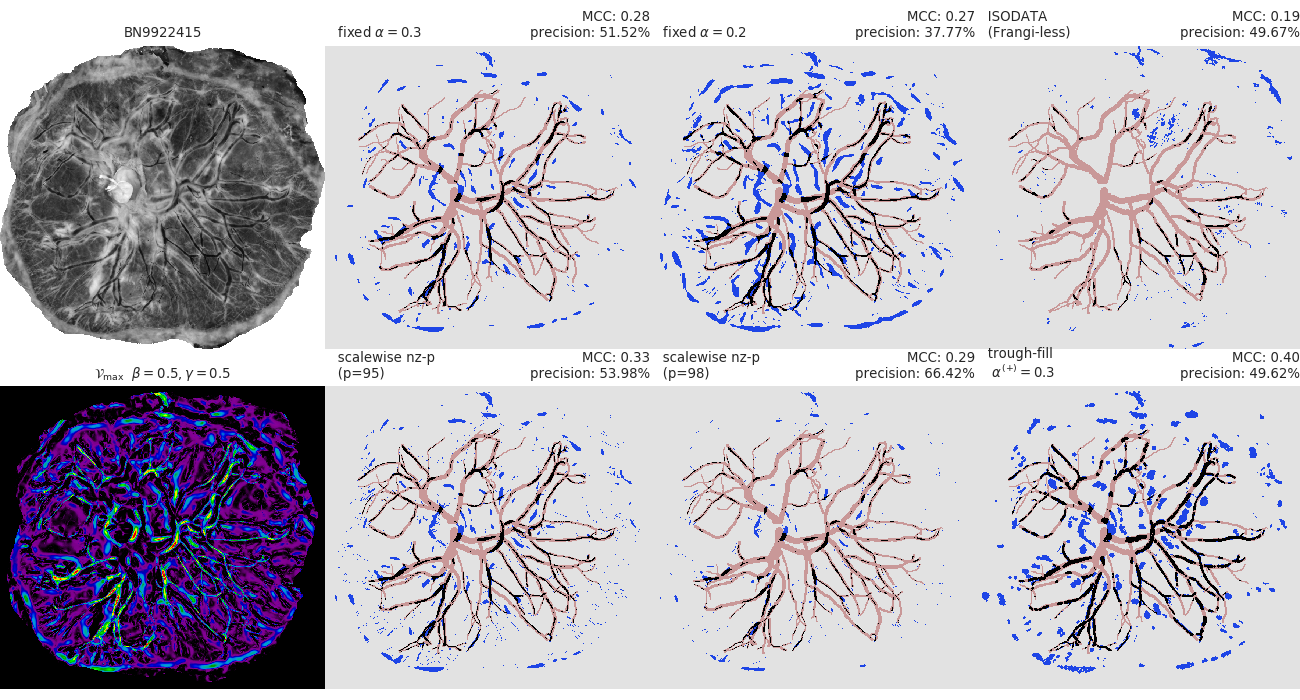 BN9922415
fixed α = 0.3
MCC: 0.28
precision: 51.52%
fixed α = 0.2
MCC: 0.27
precision: 37.77%
ISODATA
(Frangi-less)
MCC: 0.19
precision: 49.67%
𝒱max β = 0.5, γ = 0.5
scalewise nz-p
(p=95)
MCC: 0.33
precision: 53.98%
scalewise nz-p
(p=98)
MCC: 0.29
precision: 66.42%
trough-fill
α(+) = 0.3
MCC: 0.40
precision: 49.62%